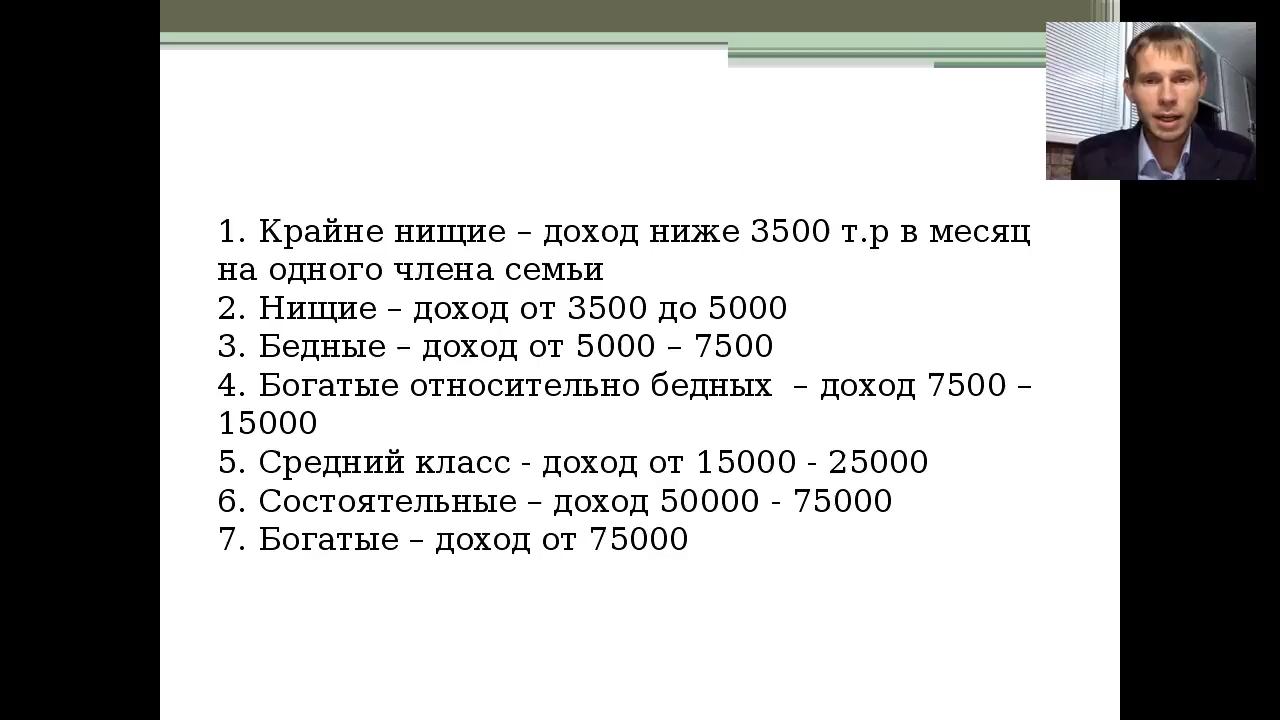 1. Крайне нищие – доход ниже 3500 т.р в месяц
на одного члена семьи
2. Нищие – доход от 3500 до 5000
3. Бедные – доход от 5000 – 7500
4. Богатые относительно бедных  – доход 7500 –
15000
5. Средний класс - доход от 15000 - 25000
6. Состоятельные – доход 50000 - 75000
7. Богатые – доход от 75000